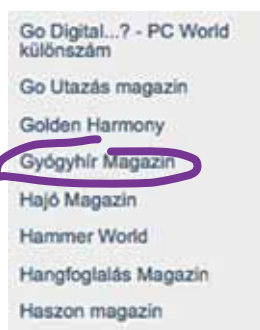 Go Digital...? - PC World
különszám
Go Utazás magazin
Golden Harmony
Gyógyhír Magazin
Hajó Magazin
Hammer World
Hangfoglalás Magazin
Haszon magazin